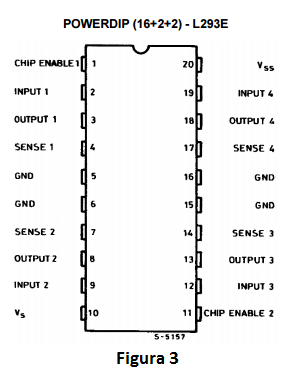 POWERDIP (16+2+2) - L293E
CHIP ENABLE 1 1 20 Vss
INPUT 1 2 19 INPUT 4
OUTPUT 1 3 18 OUTPUT 4
SENSE 1 4 17 SENSE 4
GND 5 16 GND
GND 6 15 GND
SENSE 2 7 14 SENSE 3
OUTPUT 2 8 13 OUTPUT 3
INPUT 2 9 12 INPUT 3
Vs 10 11 CHIP ENABLE 2
S-5157
Figura 3